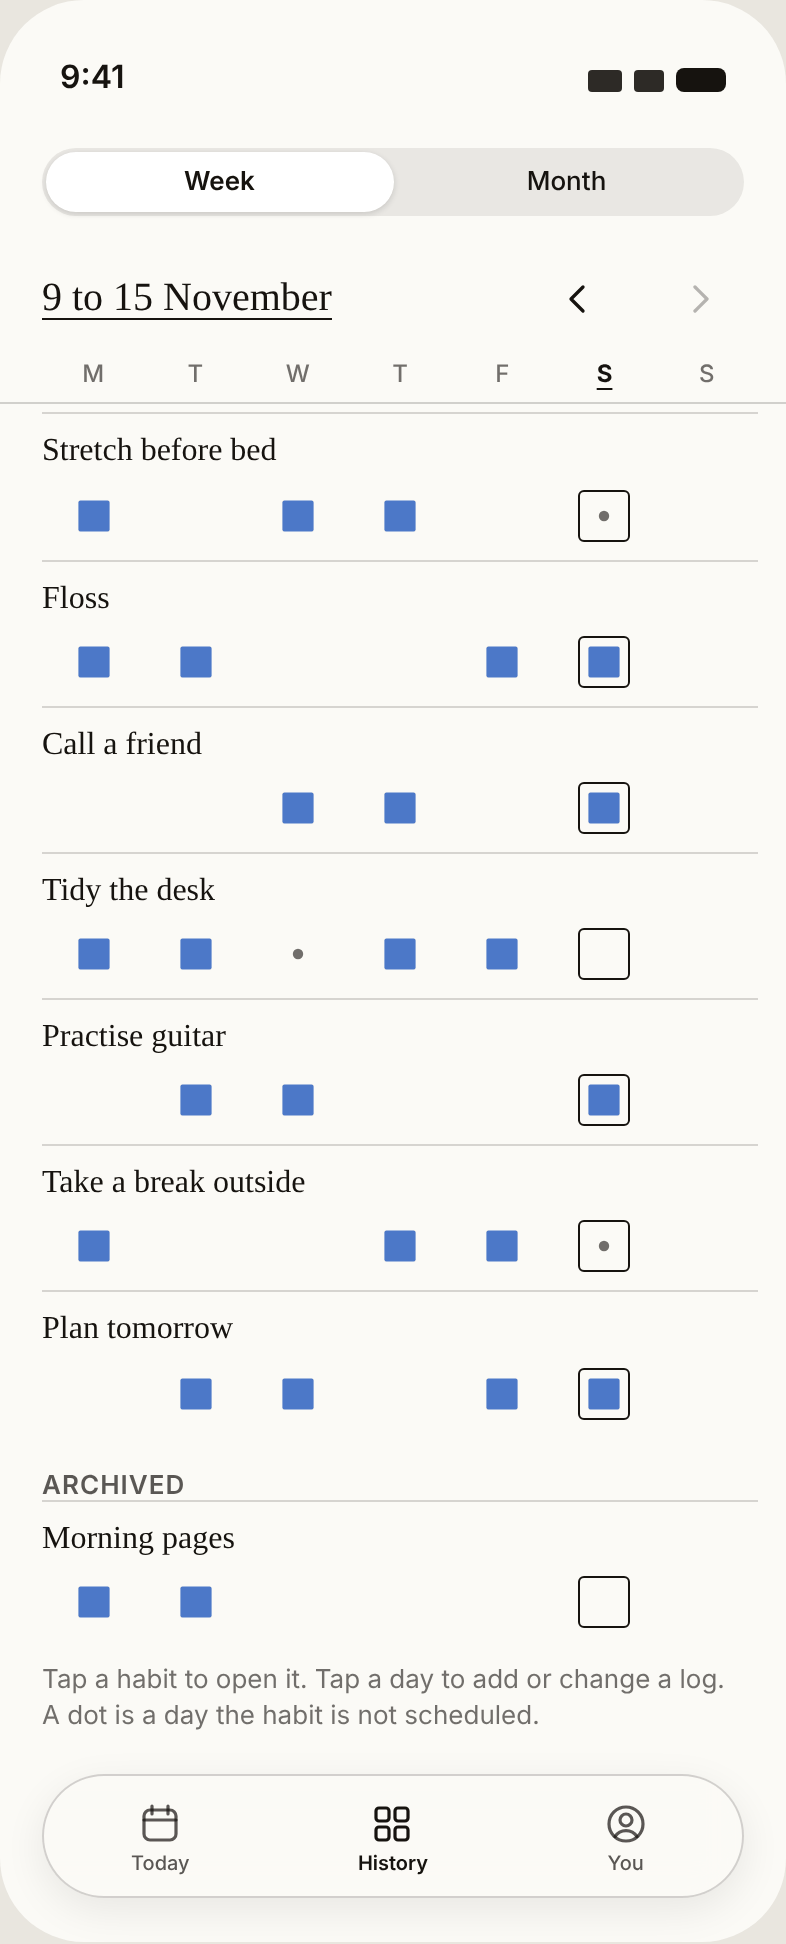 9:41
Week Month
9 to 15 November
M T W T F S S
Stretch before bed
Floss
Call a friend
Tidy the desk
Practise guitar
Take a break outside
Plan tomorrow
ARCHIVED
Morning pages
Tap a habit to open it. Tap a day to add or change a log.
A dot is a day the habit is not scheduled.
Today History You